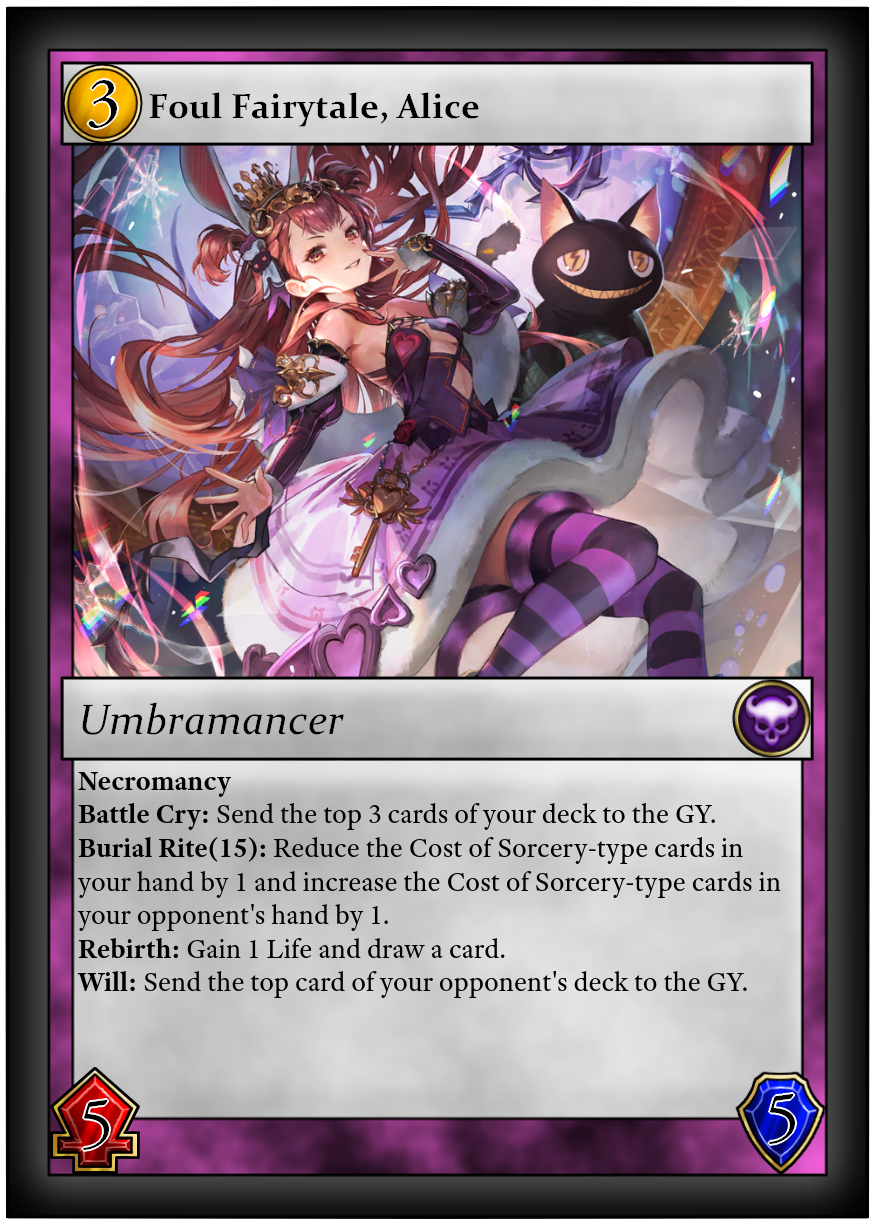 3 Foul Fairytale, Alice
Umbramancer
Necromancy
Battle Cry: Send the top 3 cards of your deck to the GY.
Burial Rite(15): Reduce the Cost of Sorcery-type cards in
your hand by 1 and increase the Cost of Sorcery-type cards in
your opponent's hand by 1.
Rebirth: Gain 1 Life and draw a card.
Will: Send the top card of your opponent's deck to the GY.
5 5